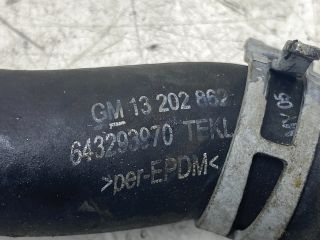 GM 13 202 862
643293970 TEKL
>per-EPDM<